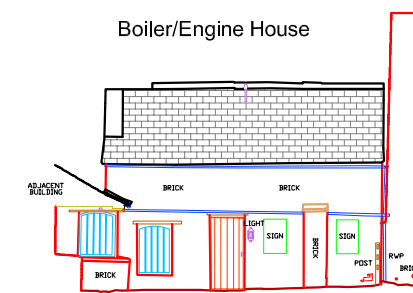 Boiler/Engine House
BRICK
BRICK
ADJACENT
BUILDING
LIGHT
SIGN
SIGN
BRICK
POST
RWP
BRICK